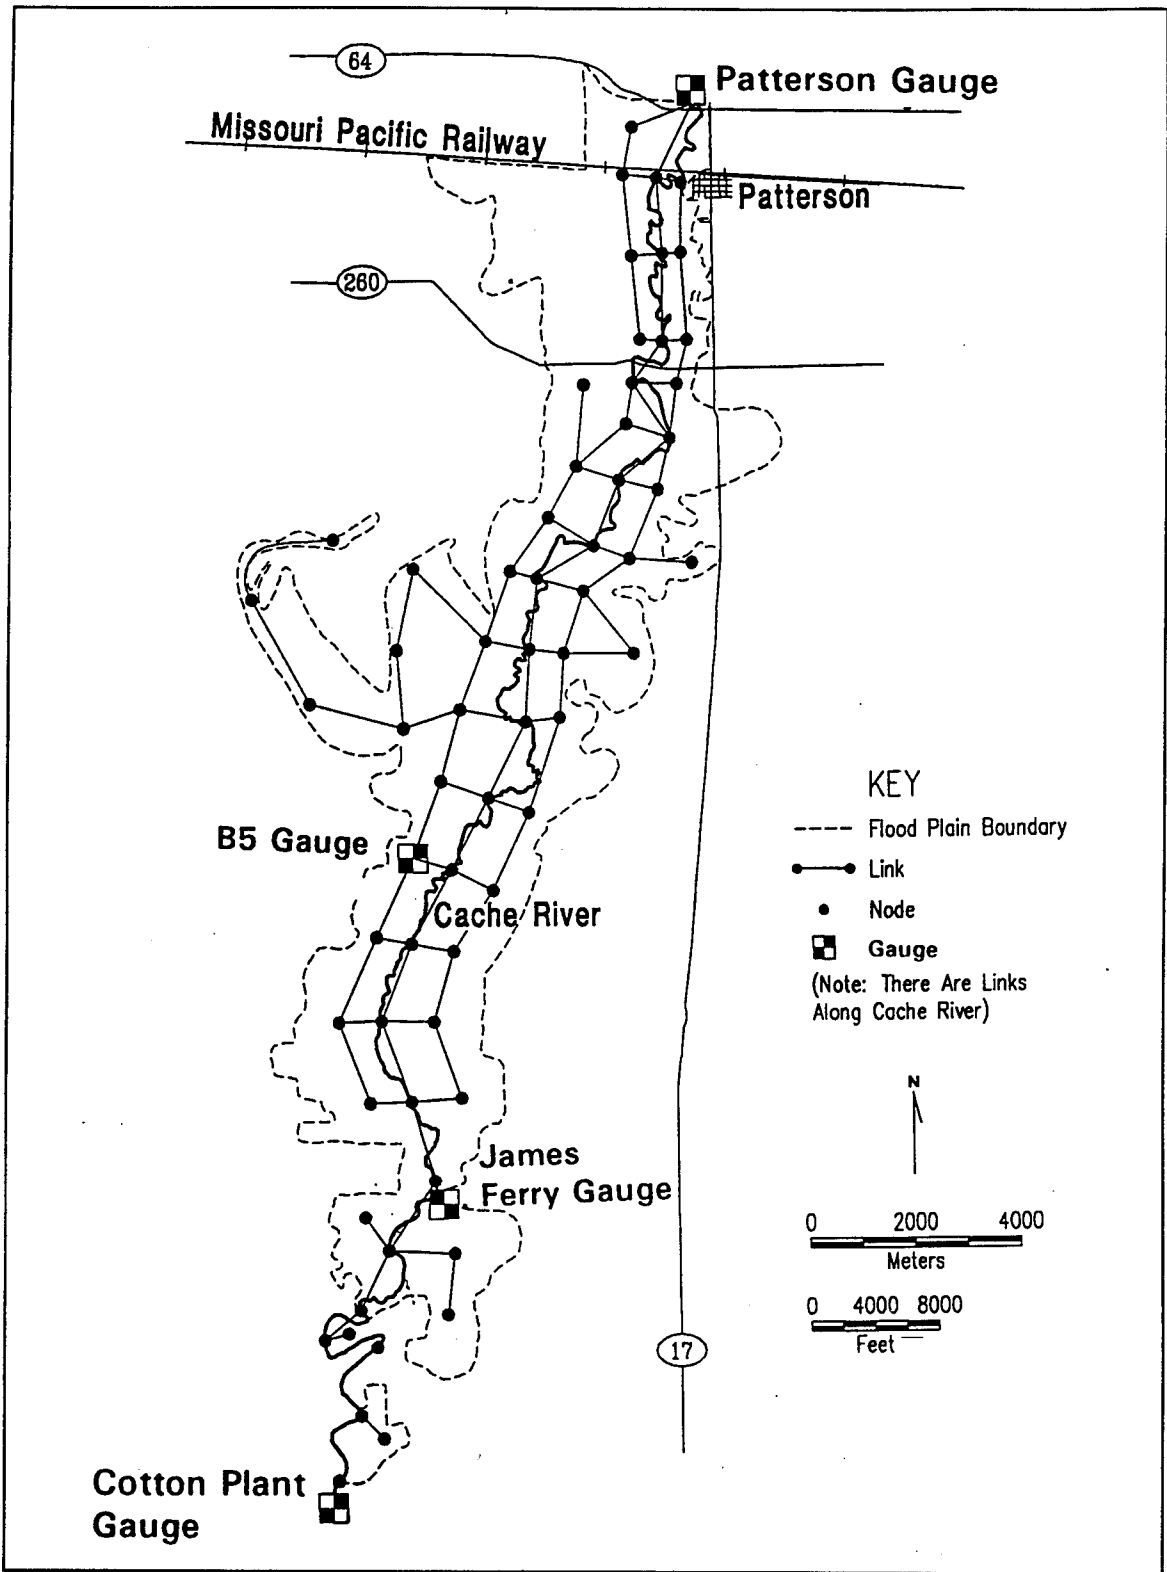 64
Patterson Gauge
Missouri Pacific Railway
Patterson
260
KEY
Flood Plain Boundary
B5 Gauge
Link
Cache River
Node
Gauge
(Note: There Are Links
Along Cache River)
N
James
Ferry Gauge
0 2000 4000
Meters
0 4000 8000
Feet
17
Cotton Plant
Gauge